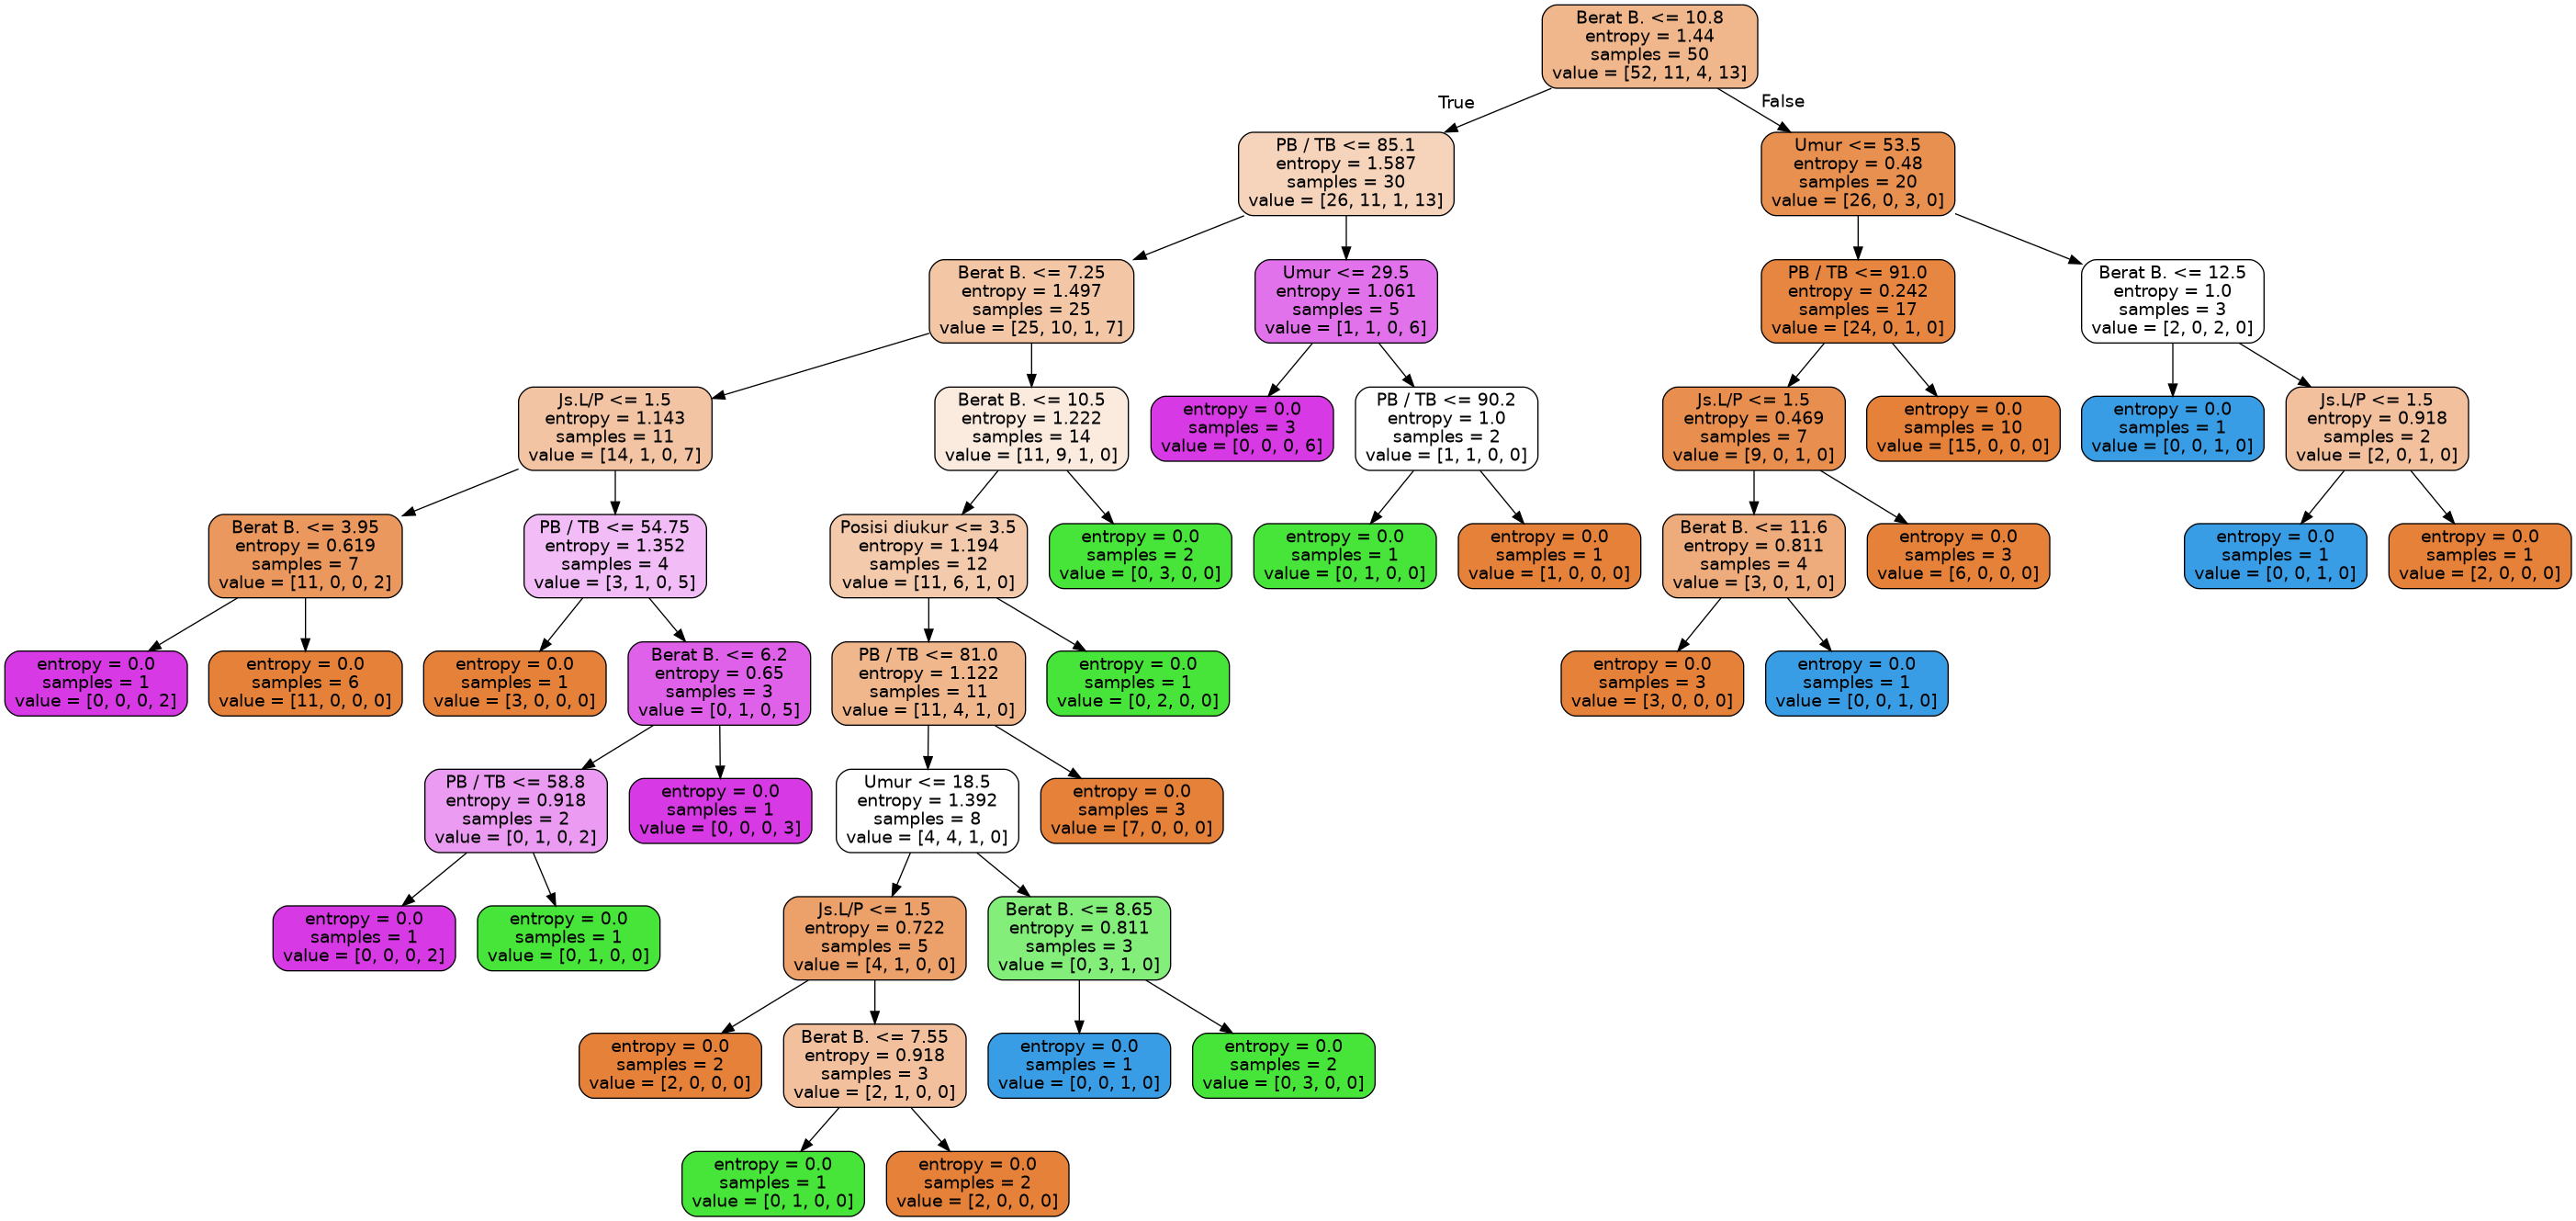 Berat B. <= 10.8
entropy = 1.44
samples = 50
value = [52, 11, 4, 13]
True
False
PB / TB <= 85.1
entropy = 1.587
samples = 30
value = [26, 11, 1, 13]
Umur <= 53.5
entropy = 0.48
samples = 20
value = [26, 0, 3, 0]
Berat B. <= 7.25
entropy = 1.497
samples = 25
value = [25, 10, 1, 7]
Umur <= 29.5
entropy = 1.061
samples = 5
value = [1, 1, 0, 6]
PB / TB <= 91.0
entropy = 0.242
samples = 17
value = [24, 0, 1, 0]
Berat B. <= 12.5
entropy = 1.0
samples = 3
value = [2, 0, 2, 0]
Js.L/P <= 1.5
entropy = 1.143
samples = 11
value = [14, 1, 0, 7]
Berat B. <= 10.5
entropy = 1.222
samples = 14
value = [11, 9, 1, 0]
entropy = 0.0
samples = 3
value = [0, 0, 0, 6]
PB / TB <= 90.2
entropy = 1.0
samples = 2
value = [1, 1, 0, 0]
Js.L/P <= 1.5
entropy = 0.469
samples = 7
value = [9, 0, 1, 0]
entropy = 0.0
samples = 10
value = [15, 0, 0, 0]
entropy = 0.0
samples = 1
value = [0, 0, 1, 0]
Js.L/P <= 1.5
entropy = 0.918
samples = 2
value = [2, 0, 1, 0]
Berat B. <= 3.95
entropy = 0.619
samples = 7
value = [11, 0, 0, 2]
PB / TB <= 54.75
entropy = 1.352
samples = 4
value = [3, 1, 0, 5]
Posisi diukur <= 3.5
entropy = 1.194
samples = 12
value = [11, 6, 1, 0]
entropy = 0.0
samples = 2
value = [0, 3, 0, 0]
entropy = 0.0
samples = 1
value = [0, 1, 0, 0]
entropy = 0.0
samples = 1
value = [1, 0, 0, 0]
Berat B. <= 11.6
entropy = 0.811
samples = 4
value = [3, 0, 1, 0]
entropy = 0.0
samples = 3
value = [6, 0, 0, 0]
entropy = 0.0
samples = 1
value = [0, 0, 1, 0]
entropy = 0.0
samples = 1
value = [2, 0, 0, 0]
entropy = 0.0
samples = 1
value = [0, 0, 0, 2]
entropy = 0.0
samples = 6
value = [11, 0, 0, 0]
entropy = 0.0
samples = 1
value = [3, 0, 0, 0]
Berat B. <= 6.2
entropy = 0.65
samples = 3
value = [0, 1, 0, 5]
PB / TB <= 81.0
entropy = 1.122
samples = 11
value = [11, 4, 1, 0]
entropy = 0.0
samples = 1
value = [0, 2, 0, 0]
entropy = 0.0
samples = 3
value = [3, 0, 0, 0]
entropy = 0.0
samples = 1
value = [0, 0, 1, 0]
PB / TB <= 58.8
entropy = 0.918
samples = 2
value = [0, 1, 0, 2]
entropy = 0.0
samples = 1
value = [0, 0, 0, 3]
Umur <= 18.5
entropy = 1.392
samples = 8
value = [4, 4, 1, 0]
entropy = 0.0
samples = 3
value = [7, 0, 0, 0]
entropy = 0.0
samples = 1
value = [0, 0, 0, 2]
entropy = 0.0
samples = 1
value = [0, 1, 0, 0]
Js.L/P <= 1.5
entropy = 0.722
samples = 5
value = [4, 1, 0, 0]
Berat B. <= 8.65
entropy = 0.811
samples = 3
value = [0, 3, 1, 0]
entropy = 0.0
samples = 2
value = [2, 0, 0, 0]
Berat B. <= 7.55
entropy = 0.918
samples = 3
value = [2, 1, 0, 0]
entropy = 0.0
samples = 1
value = [0, 0, 1, 0]
entropy = 0.0
samples = 2
value = [0, 3, 0, 0]
entropy = 0.0
samples = 1
value = [0, 1, 0, 0]
entropy = 0.0
samples = 2
value = [2, 0, 0, 0]